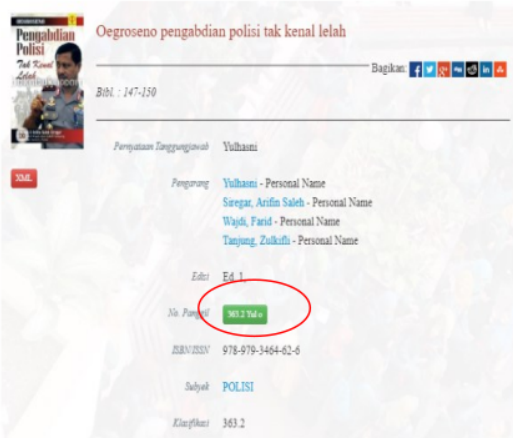 Pengabdian
Polisi
Tak Kenal
Lelah
Oegroseno pengabdian polisi tak kenal lelah
Bagikan:
Bibl. : 147-150
Pernyataan Tanggungjawab Yulhasni
XML
Pengarang Yulhasni - Personal Name
Siregar, Arifin Saleh - Personal Name
Wajdi, Farid - Personal Name
Tanjung, Zulkifli - Personal Name
Edisi Ed. 1,
No. Panggil 363.2 Yul o
ISBN/ISSN 978-979-3464-62-6
Subyek POLISI
Klasifikasi 363.2